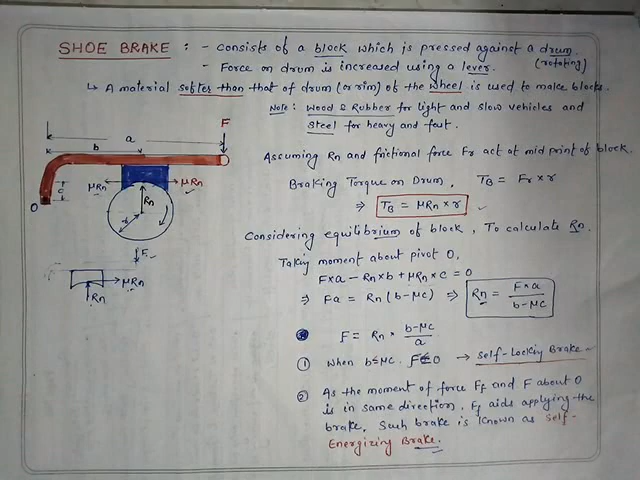 SHOE BRAKE : - consists of a block which is pressed against a drum.
(rotating)
- Force on drum is increased using a lever.
↳ A material softer than that of drum (or rim) of the wheel is used to make blocks.
Note : Wood & Rubber for light and slow vehicles and
Steel for heavy and fast.
a
F
b
c
O
μRn
μRn
Rn
r
F
μRn
Rn
Assuming Rn and frictional force Fr act at mid point of block.
Braking Torque on Drum, TB = Fr × r
⇒ TB = μRn × r
Considering equilibrium of block, To calculate Rn.
Taking moment about pivot O,
F×a - Rn×b + μRn×c = 0
⇒ Fa = Rn (b-μc) ⇒ Rn = F×a / b-μc
F = Rn × b-μc / a
① When b≤μc. F≤0 → Self-Locking Brake
② As the moment of force Ff and F about O
is in same direction, Ff aids applying the
brake, Such brake is known as Self-
Energizing Brake.